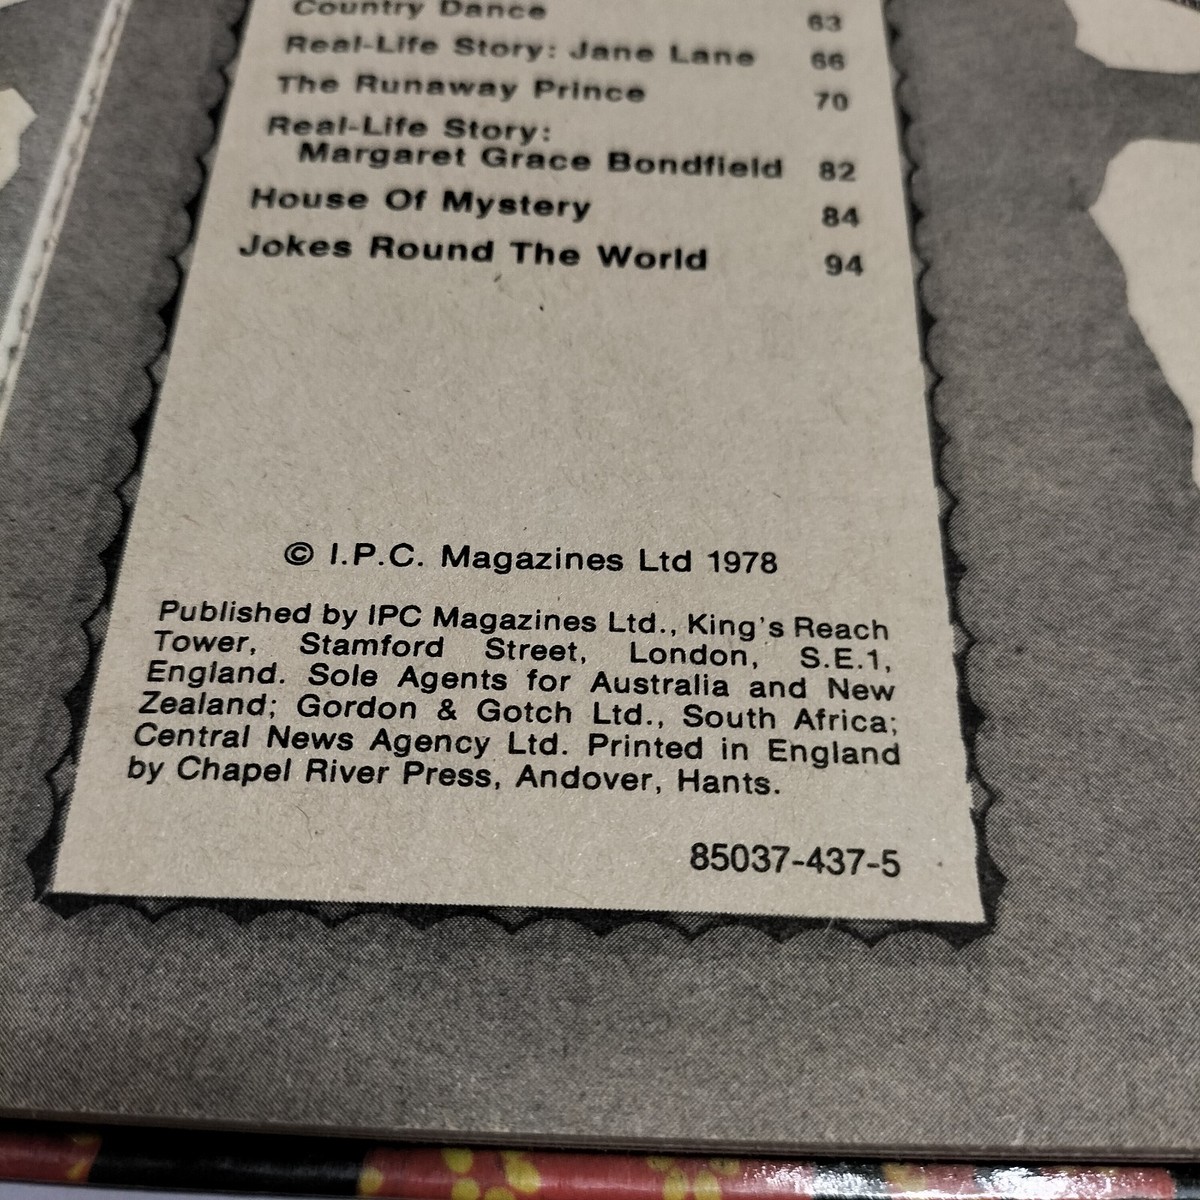 Country Dance 63
Real-Life Story: Jane Lane 66
The Runaway Prince 70
Real-Life Story:
Margaret Grace Bondfield 82
House Of Mystery 84
Jokes Round The World 94
© I.P.C. Magazines Ltd 1978
Published by IPC Magazines Ltd., King's Reach
Tower, Stamford Street, London, S.E.1,
England. Sole Agents for Australia and New
Zealand; Gordon & Gotch Ltd., South Africa;
Central News Agency Ltd. Printed in England
by Chapel River Press, Andover, Hants.
85037-437-5